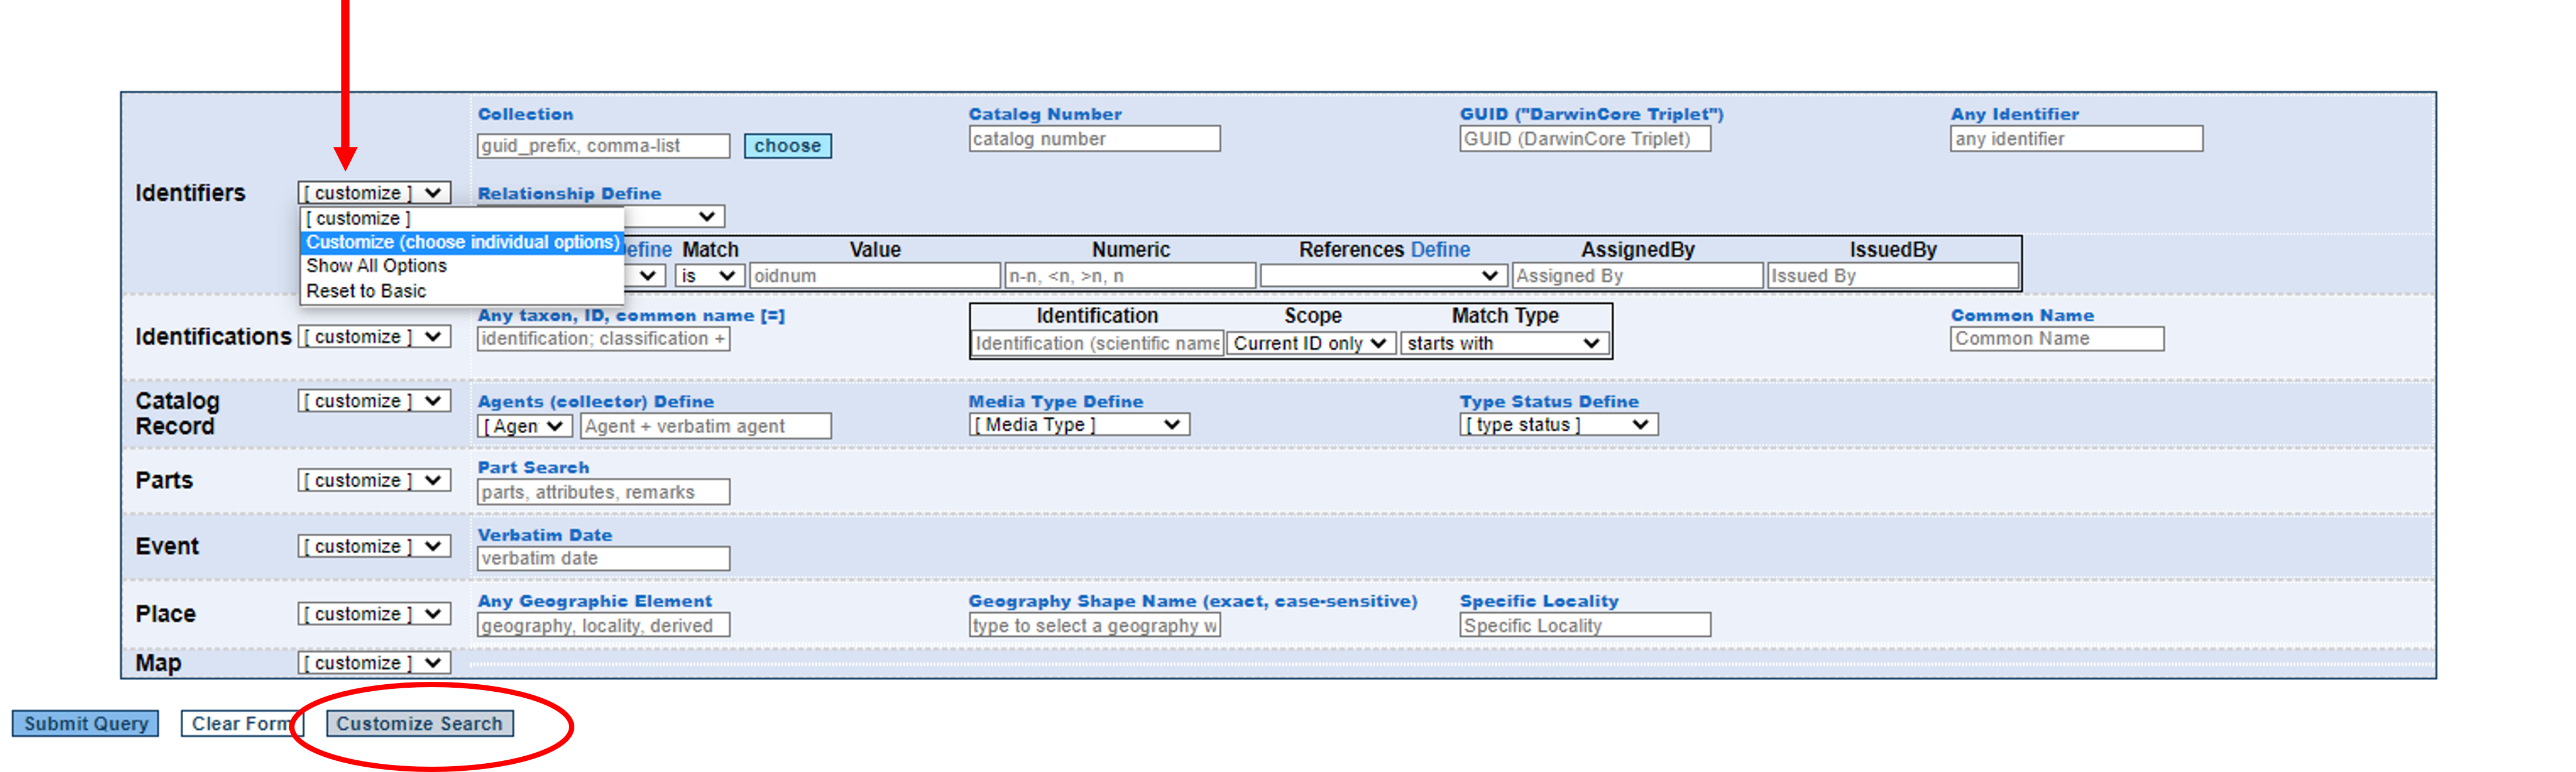 Collection
guid_prefix, comma-list
choose
Catalog Number
catalog number
GUID ("DarwinCore Triplet")
GUID (DarwinCore Triplet)
Any Identifier
any identifier
Identifiers
[ customize ]
Relationship Define
[ customize ]
Customize (choose individual options)
Show All Options
Reset to Basic
Match
Value
Numeric
References Define
AssignedBy
IssuedBy
is
oidnum
n-n, <n, >n, n
Assigned By
Issued By
Identifications
[ customize ]
Any taxon, ID, common name [=]
identification; classification +
Identification
Scope
Match Type
Identification (scientific name
Current ID only
starts with
Common Name
Common Name
Catalog
Record
[ customize ]
Agents (collector) Define
[ Agen
Agent + verbatim agent
Media Type Define
[ Media Type ]
Type Status Define
[ type status ]
Parts
[ customize ]
Part Search
parts, attributes, remarks
Event
[ customize ]
Verbatim Date
verbatim date
Place
[ customize ]
Any Geographic Element
geography, locality, derived
Geography Shape Name (exact, case-sensitive)
type to select a geography w
Specific Locality
Specific Locality
Map
[ customize ]
Submit Query
Clear Form
Customize Search